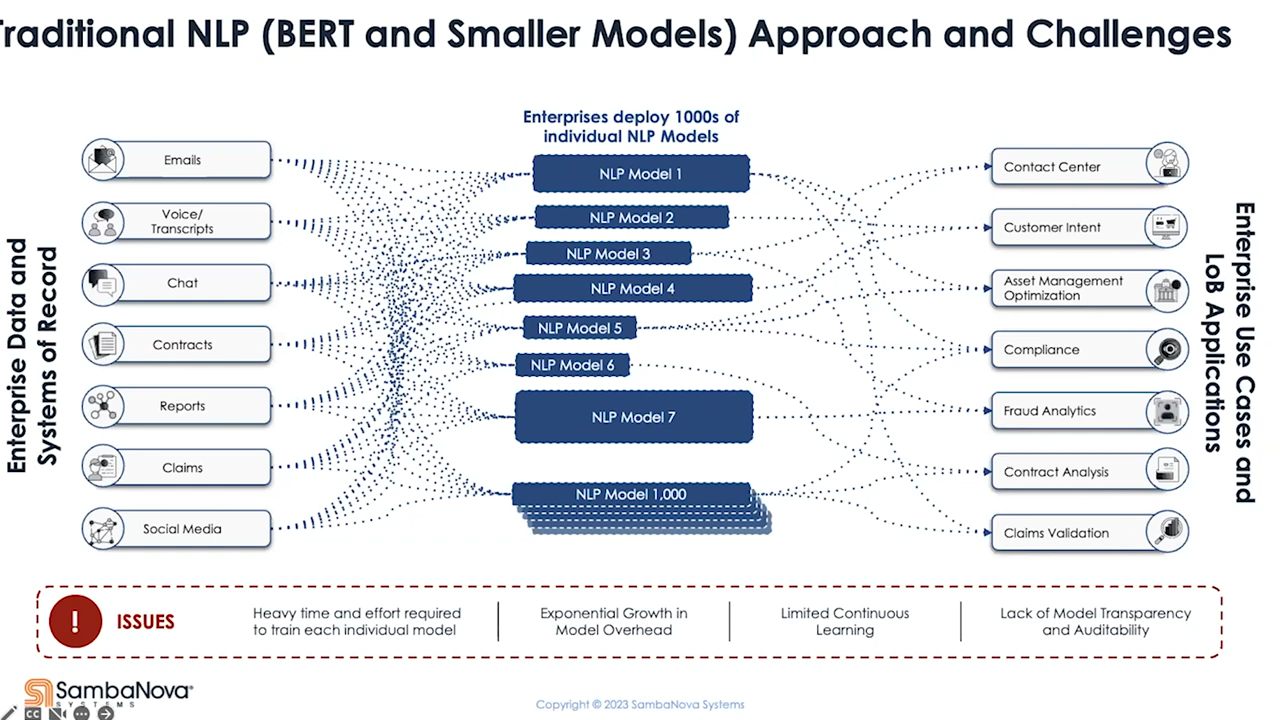 Traditional NLP (BERT and Smaller Models) Approach and Challenges
Enterprise Data and
Systems of Record
Emails
Voice/
Transcripts
Chat
Contracts
Reports
Claims
Social Media
Enterprises deploy 1000s of
individual NLP Models
NLP Model 1
NLP Model 2
NLP Model 3
NLP Model 4
NLP Model 5
NLP Model 6
NLP Model 7
NLP Model 1,000
Contact Center
Customer Intent
Asset Management
Optimization
Compliance
Fraud Analytics
Contract Analysis
Claims Validation
Enterprise Use Cases and
LoB Applications
! ISSUES
Heavy time and effort required
to train each individual model
Exponential Growth in
Model Overhead
Limited Continuous
Learning
Lack of Model Transparency
and Auditability
SambaNova®
SYSTEMS
CC
Copyright © 2023 SambaNova Systems